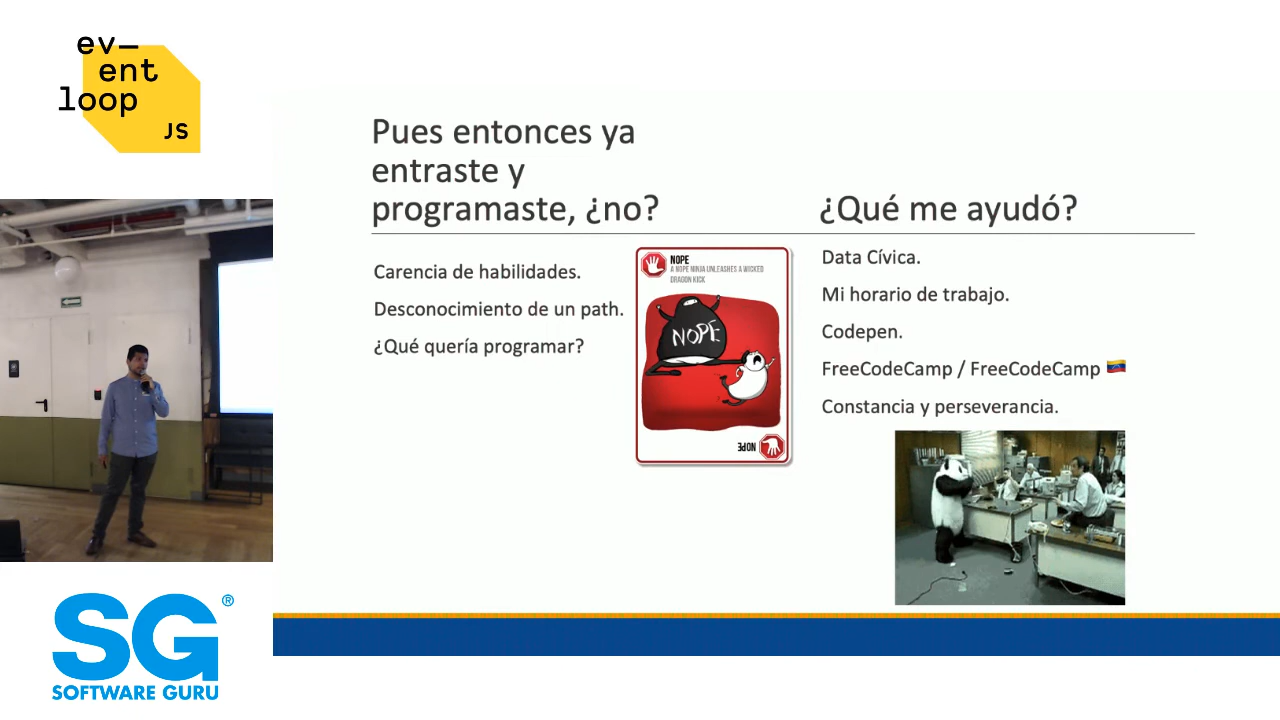 ev–
ent
loop
JS
Pues entonces ya
entraste y
programaste, ¿no?
Carencia de habilidades.
Desconocimiento de un path.
¿Qué quería programar?
NOPE
A NOPE NINJA UNLEASHES A WICKED
DRAGON KICK
NOPE
NOPE
¿Qué me ayudó?
Data Cívica.
Mi horario de trabajo.
Codepen.
FreeCodeCamp / FreeCodeCamp 🇻🇪
Constancia y perseverancia.
SG®
SOFTWARE GURU